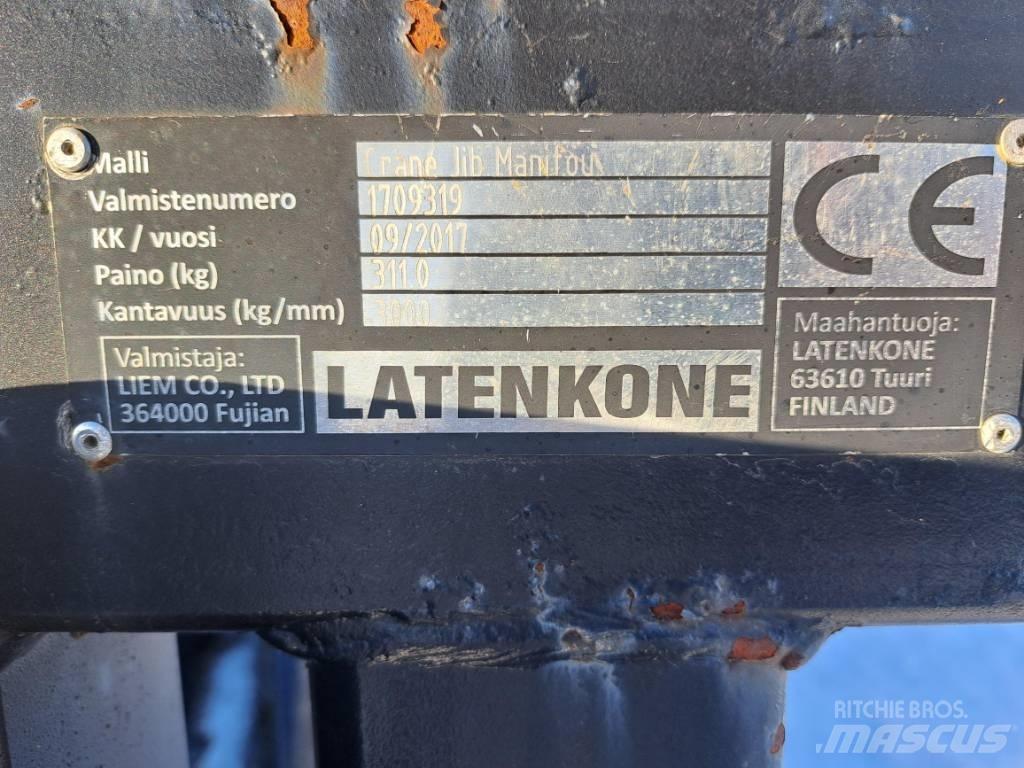 Malli Crane Jib
Valmistenumero 1709319
KK / vuosi 09/2017
Paino (kg) 311.0
Kantavuus (kg/mm) 3000
Valmistaja:
LIEM CO., LTD
364000 Fujian
LATENKONE
CE
Maahantuoja:
LATENKONE
63610 Tuuri
FINLAND
RITCHIE BROS.
MASCUS